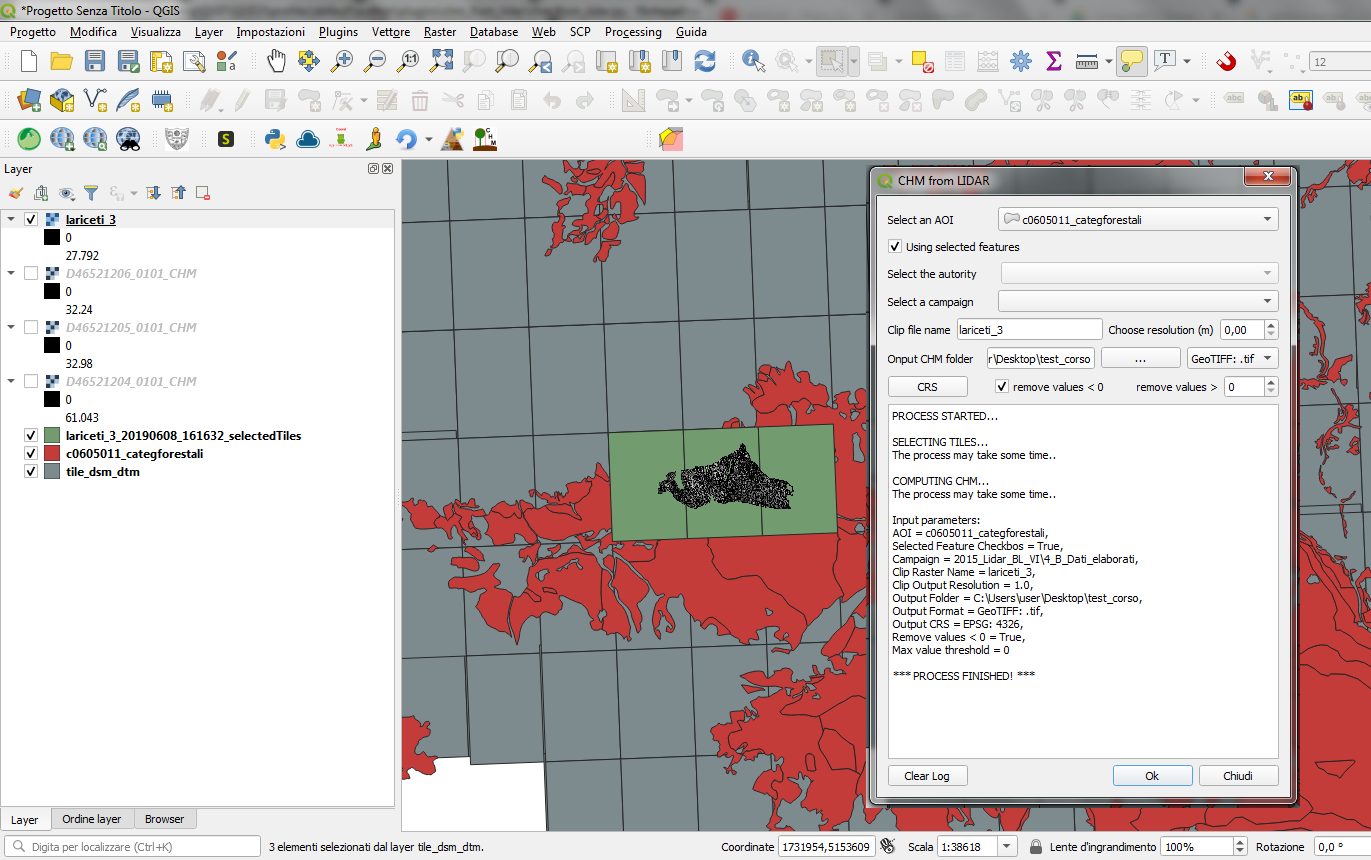 *Progetto Senza Titolo - QGIS
Progetto Modifica Visualizza Layer Impostazioni Plugins Vettore Raster Database Web SCP Processing Guida
12
Layer
lariceti_3
0
27.792
D46521206_0101_CHM
0
32.24
D46521205_0101_CHM
0
32.98
D46521204_0101_CHM
0
61.043
lariceti_3_20190608_161632_selectedTiles
c0605011_categforestali
tile_dsm_dtm
CHM from LIDAR
Select an AOI c0605011_categforestali
Using selected features
Select the autority
Select a campaign
Clip file name lariceti_3 Choose resolution (m) 0,00
Onput CHM folder r\Desktop\test_corso ... GeoTIFF: .tif
CRS remove values < 0 remove values > 0
PROCESS STARTED...
SELECTING TILES...
The process may take some time..
COMPUTING CHM...
The process may take some time..
Input parameters:
AOI = c0605011_categforestali,
Selected Feature Checkbos = True,
Campaign = 2015_Lidar_BL_VI\4_B_Dati_elaborati,
Clip Raster Name = lariceti_3,
Clip Output Resolution = 1.0,
Output Folder = C:\Users\user\Desktop\test_corso,
Output Format = GeoTIFF: .tif,
Output CRS = EPSG: 4326,
Remove values < 0 = True,
Max value threshold = 0
*** PROCESS FINISHED! ***
Clear Log Ok Chiudi
Layer Ordine layer Browser
Digita per localizzare (Ctrl+K) 3 elementi selezionati dal layer tile_dsm_dtm. Coordinate 1731954,5153609 Scala 1:38618 Lente d'ingrandimento 100% Rotazione 0,0 °